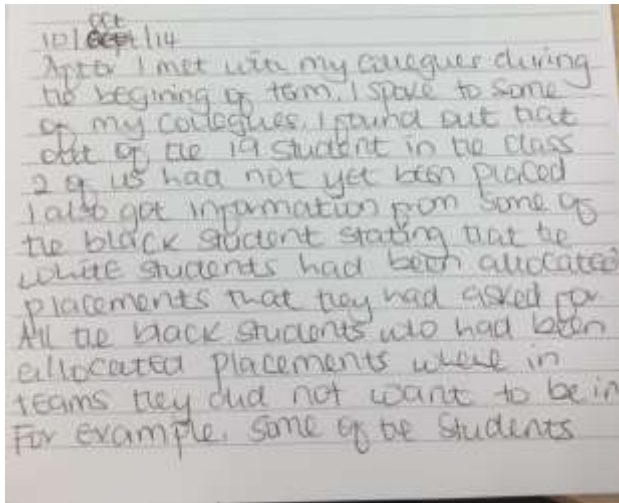 10/Oct/14
After I met with my collegues during
the begining of term. I spoke to some
of my collegues. I found out that
out of the 19 student in the class
2 of us had not yet been placed
I also got information from some of
the black student stating that the
white students had been allocated
placements that they had asked for
All the black students who had been
allocated placements where in
teams they did not want to be in
For example, some of the students